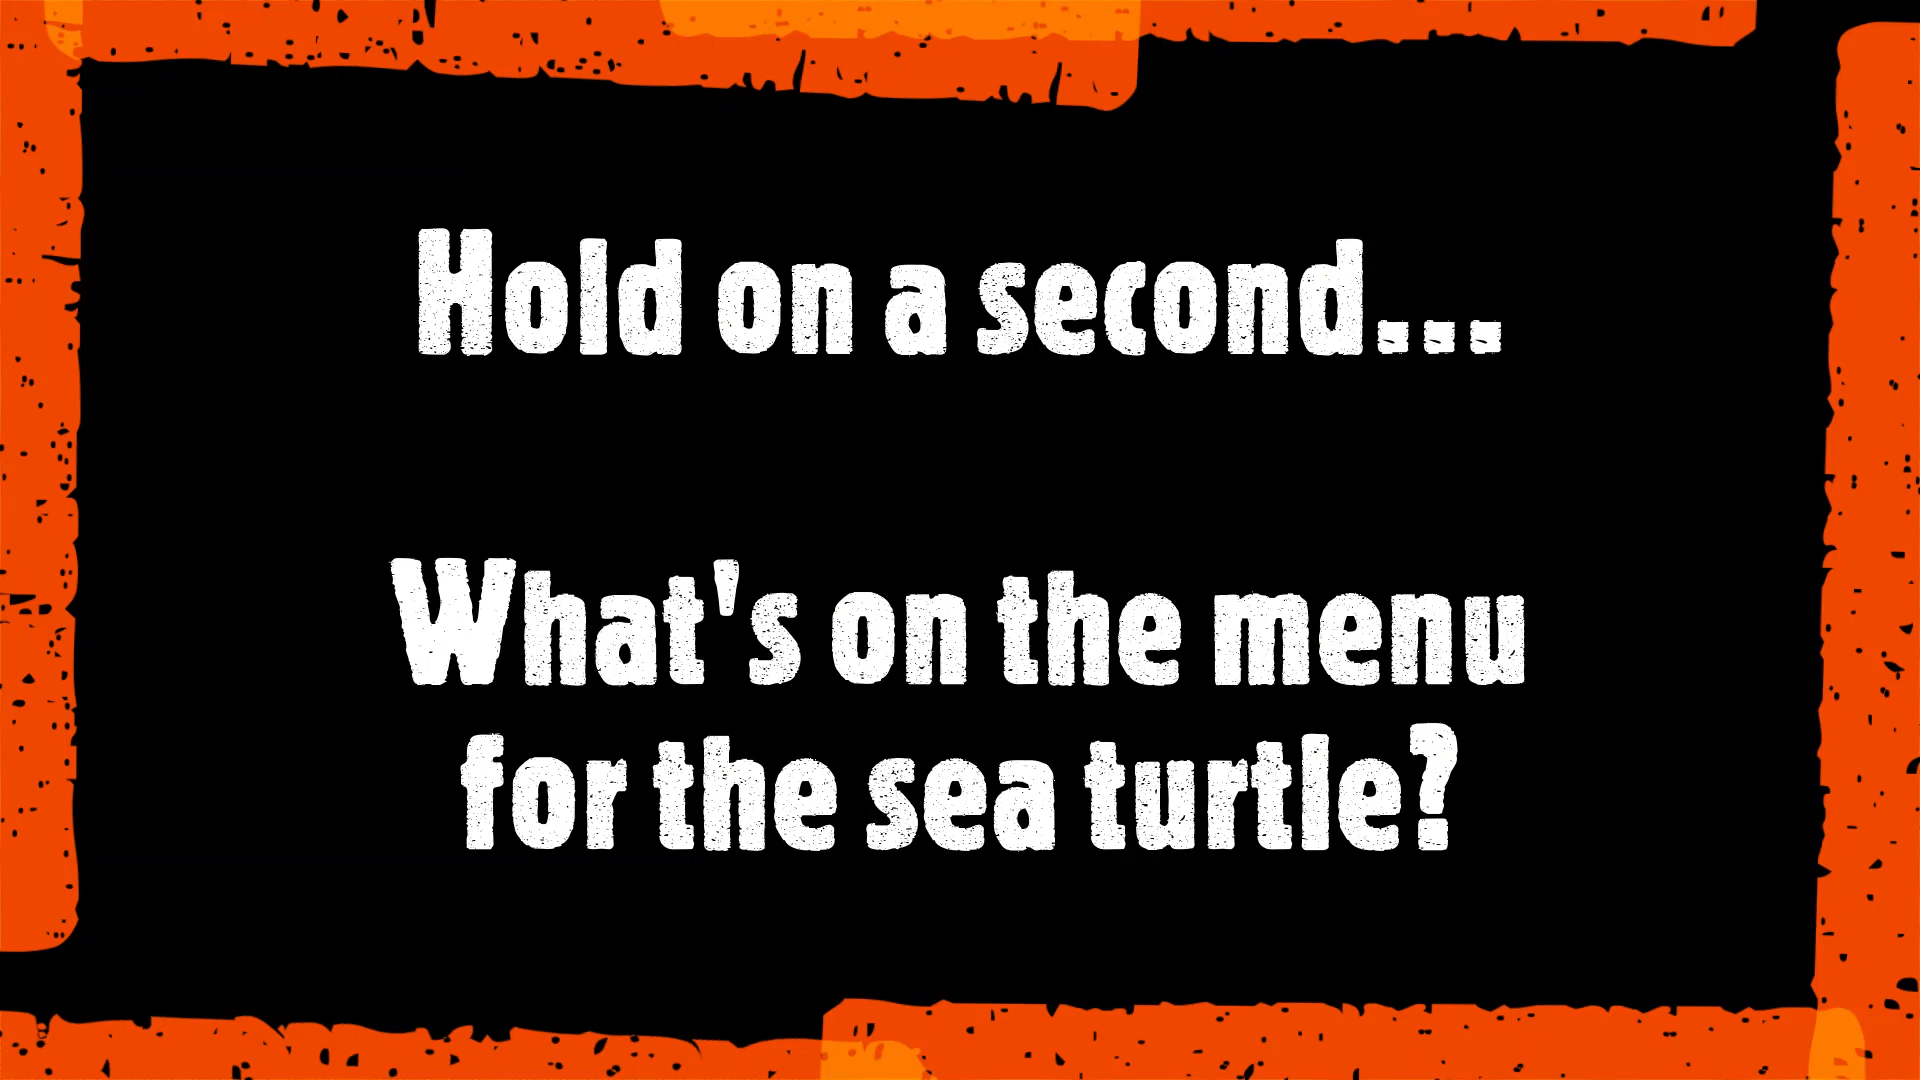 Hold on a second...
What's on the menu
for the sea turtle?